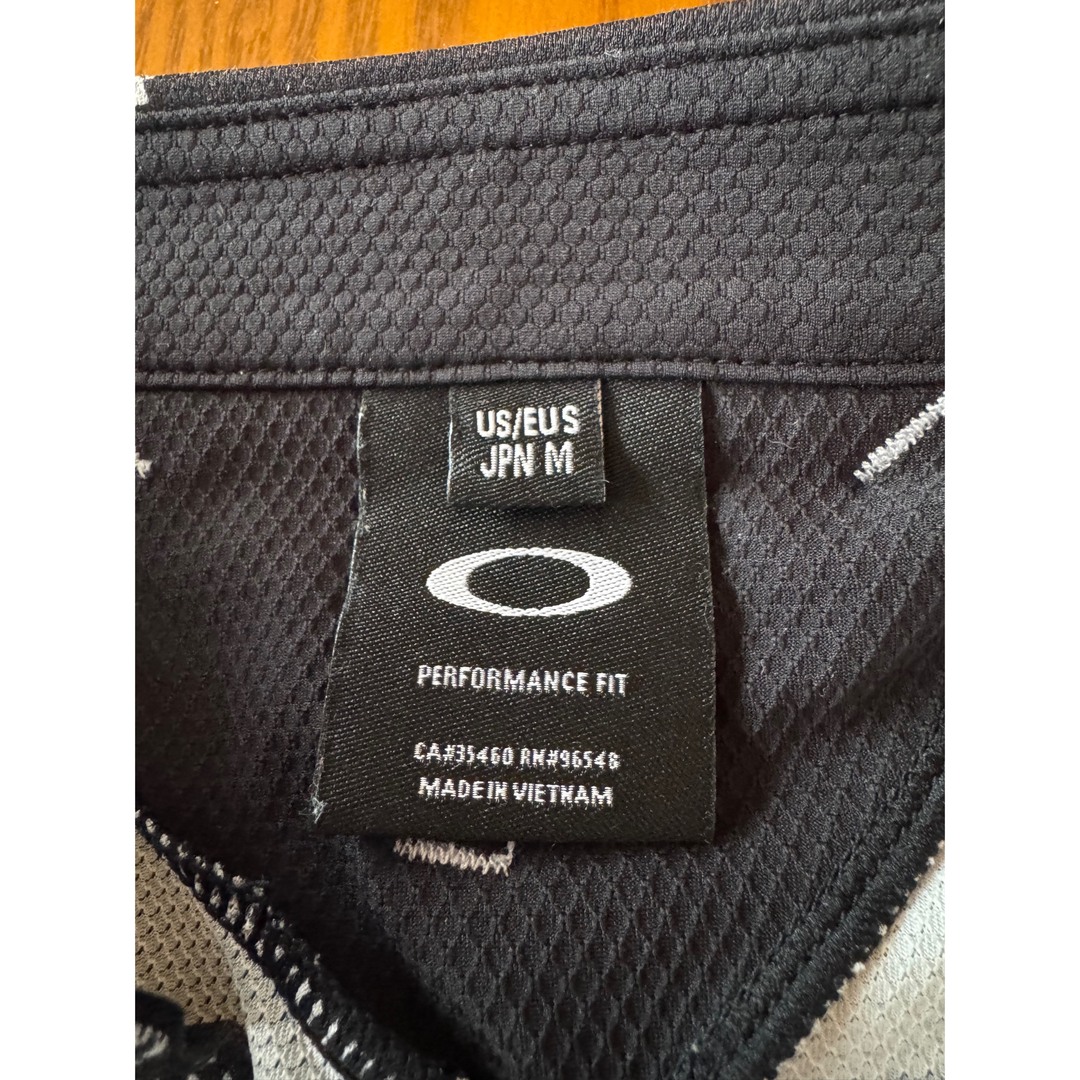 US/EU S
JPN M
PERFORMANCE FIT
CA#35460 RN#96548
MADE IN VIETNAM